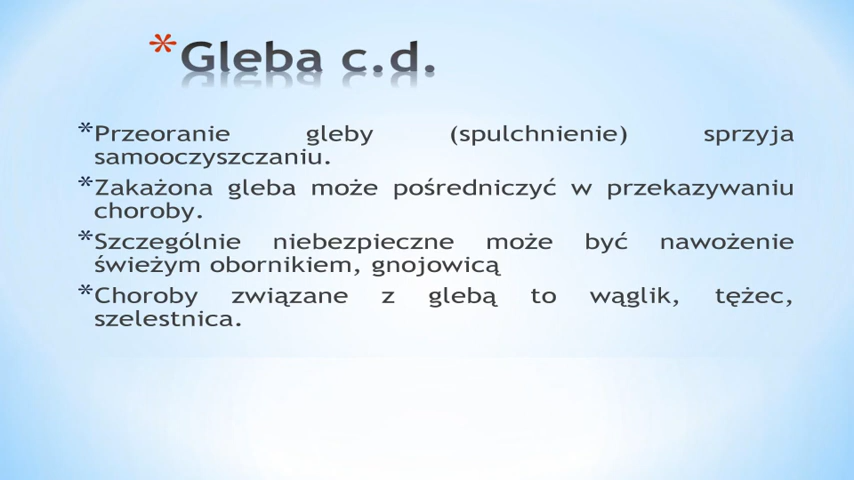 *Gleba c.d.
*Przeoranie gleby (spulchnienie) sprzyja
samooczyszczaniu.
*Zakażona gleba może pośredniczyć w przekazywaniu
choroby.
*Szczególnie niebezpieczne może być nawożenie
świeżym obornikiem, gnojowicą
*Choroby związane z glebą to wąglik, tężec,
szelestnica.